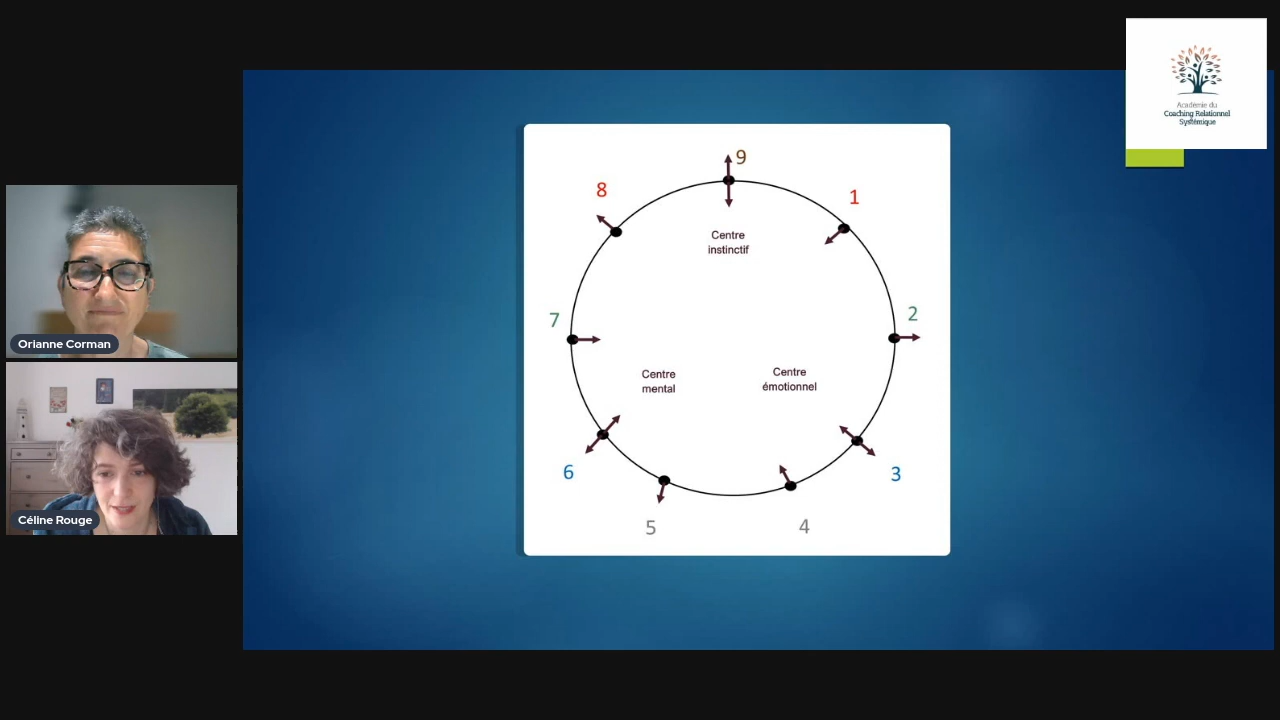 Académie du
Coaching Relationnel
Systémique
9
8
1
Centre
instinctif
7
2
Centre
mental
Centre
émotionnel
6
3
5
4
Orianne Corman
Céline Rouge